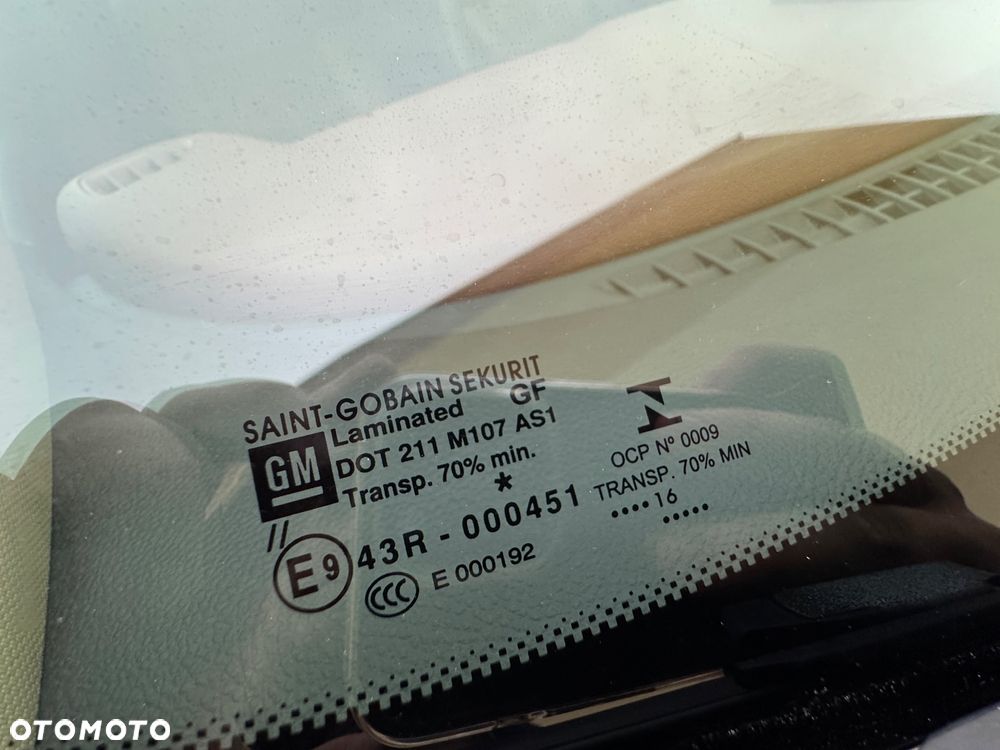 SAINT-GOBAIN SEKURIT
GM
Laminated GF
DOT 211 M107 AS1
Transp. 70% min.
*
//
E9
43R - 000451
CCC
E 000192
OCP Nº 0009
TRANSP. 70% MIN
••••16
•••••
OTOMOTO